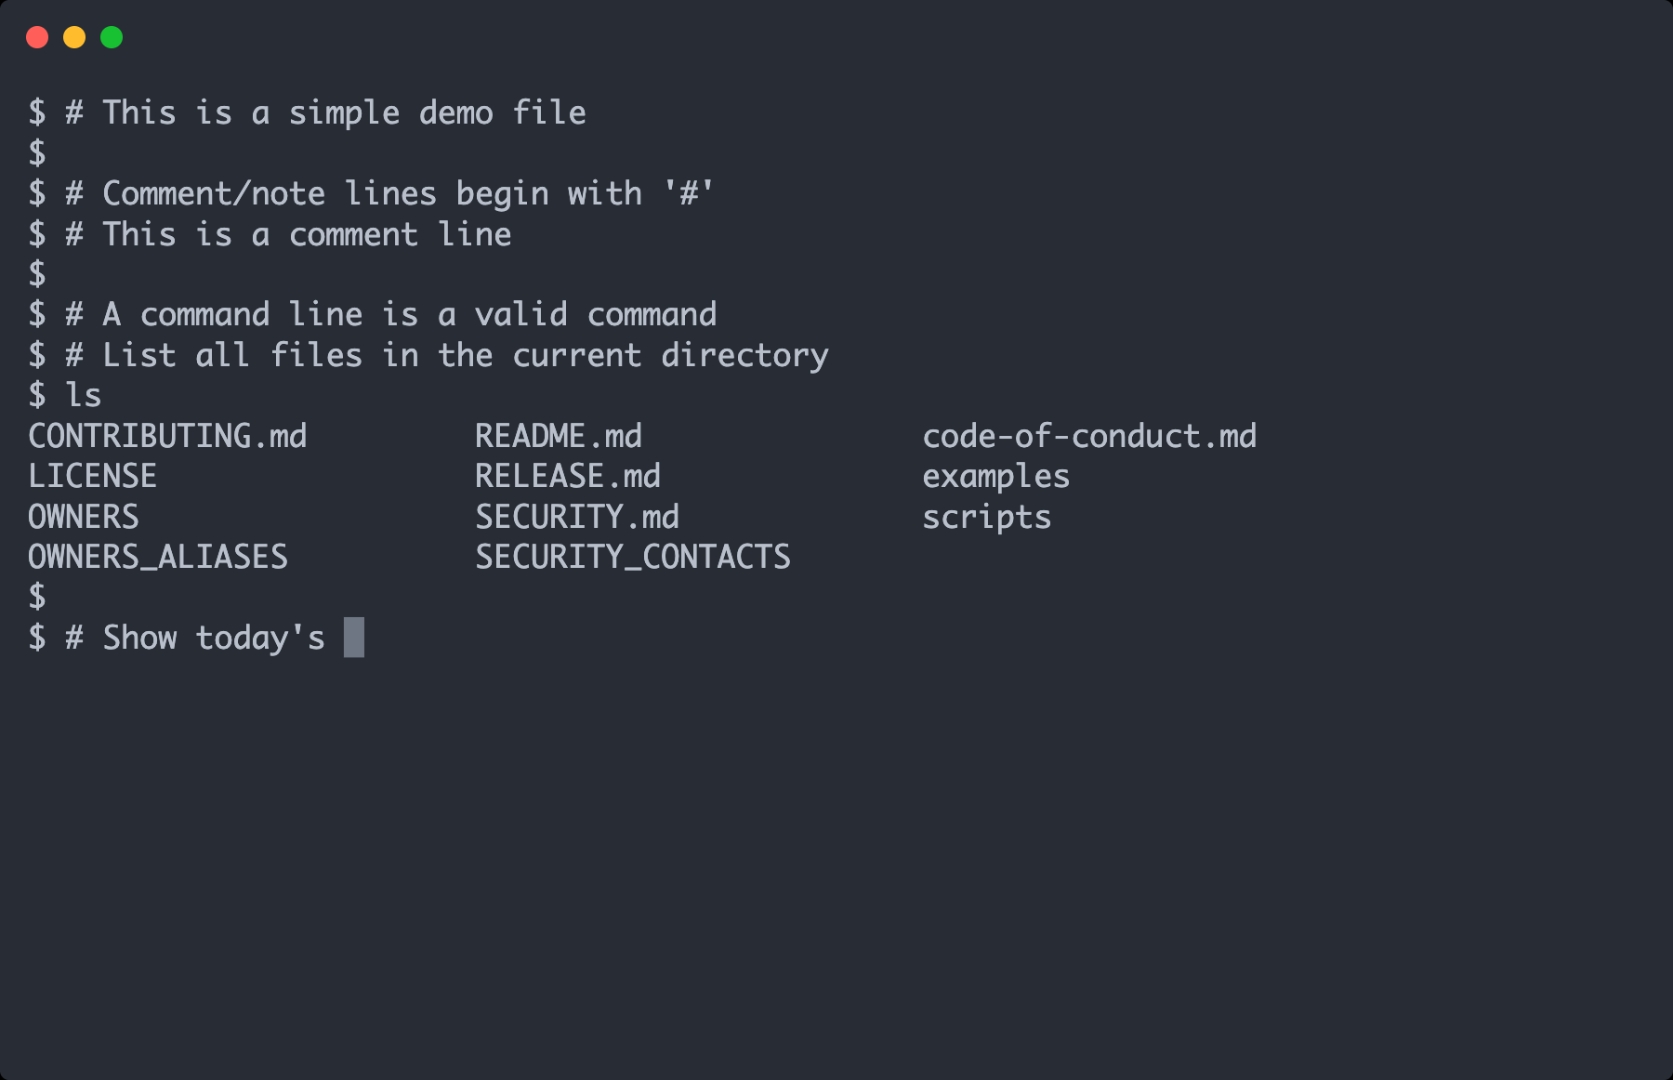 $ # This is a simple demo file
$
$ # Comment/note lines begin with '#'
$ # This is a comment line
$
$ # A command line is a valid command
$ # List all files in the current directory
$ ls
CONTRIBUTING.md         README.md               code-of-conduct.md
LICENSE                 RELEASE.md              examples
OWNERS                  SECURITY.md             scripts
OWNERS_ALIASES          SECURITY_CONTACTS
$
$ # Show today's